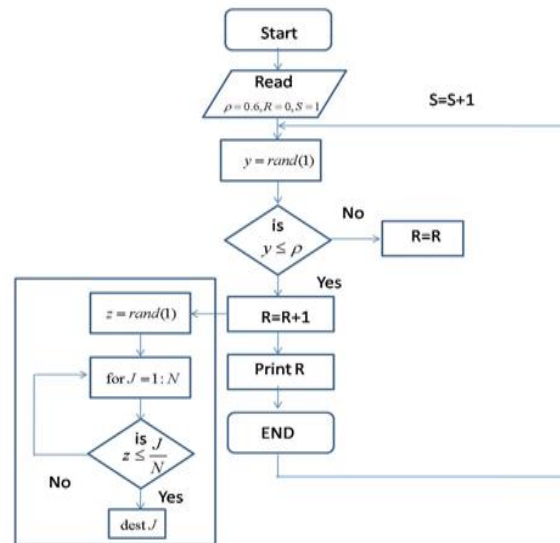 Start
Read
ρ=0.6, R=0, S=1
S=S+1
y=rand(1)
is
y ≤ ρ
No
R=R
Yes
z=rand(1)
R=R+1
for J=1:N
Print R
is
z ≤ J/N
END
No
Yes
dest J